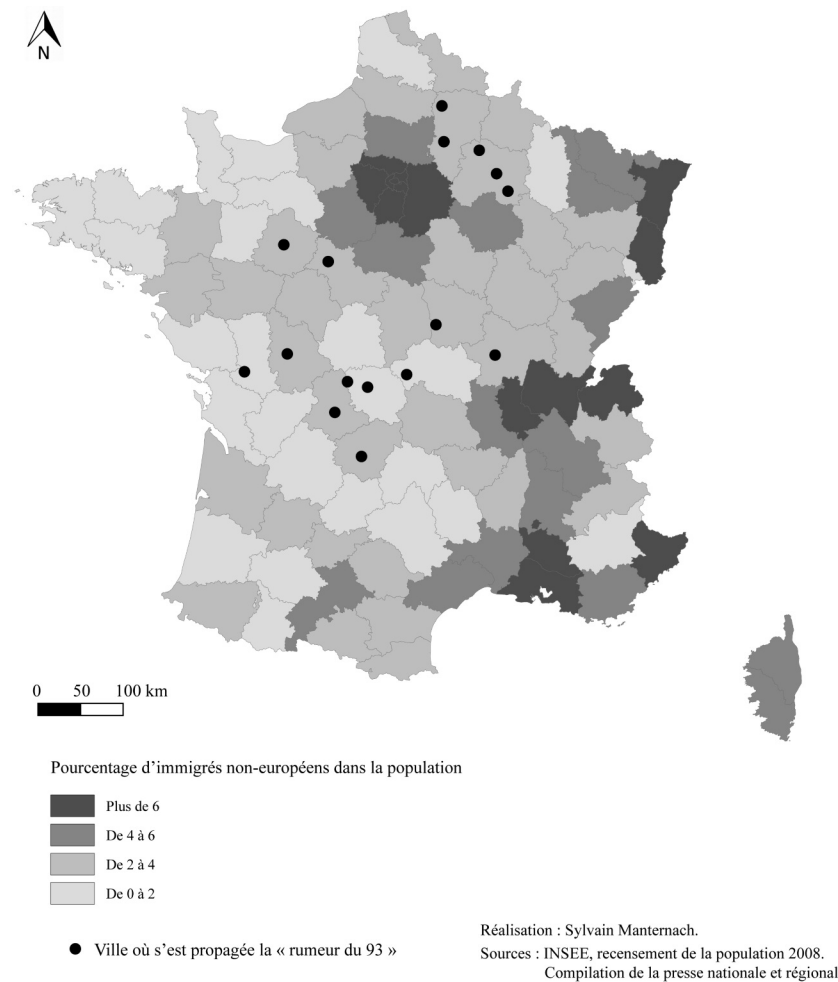 N
0 50 100 km
Pourcentage d’immigrés non-européens dans la population
Plus de 6
De 4 à 6
De 2 à 4
De 0 à 2
Ville où s’est propagée la « rumeur du 93 »
Réalisation : Sylvain Manternach.
Sources : INSEE, recensement de la population 2008.
Compilation de la presse nationale et régional